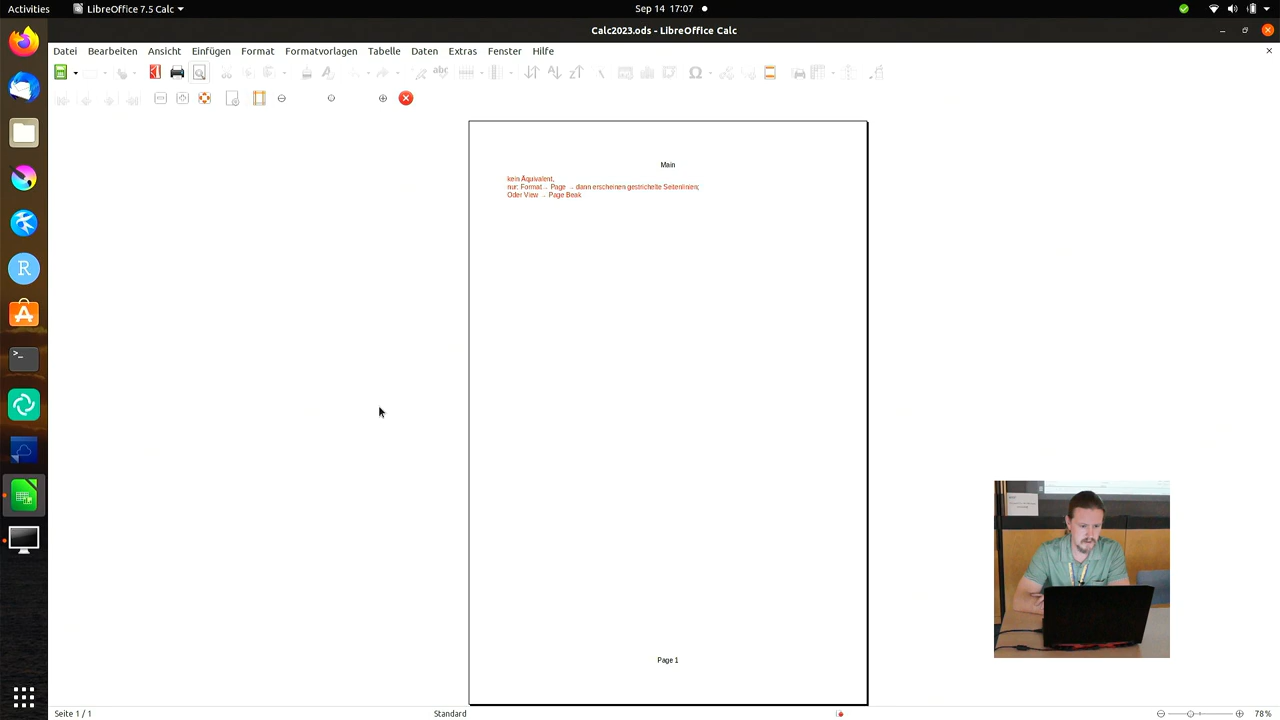 Activities
LibreOffice 7.5 Calc
Sep 14 17:07
Calc2023.ods - LibreOffice Calc
Datei Bearbeiten Ansicht Einfügen Format Formatvorlagen Tabelle Daten Extras Fenster Hilfe
Main
kein Äquivalent,
nur: Format→ Page → dann erscheinen gestrichelte Seitenlinien;
Oder View → Page Beak
Page 1
Seite 1 / 1
Standard
78%